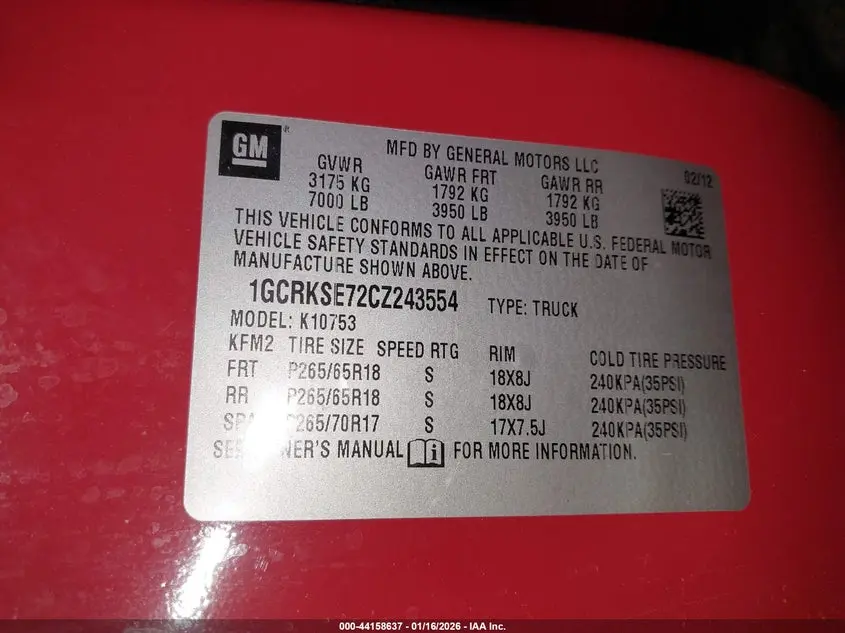 GM
MFD BY GENERAL MOTORS LLC
02/12
GVWR GAWR FRT GAWR RR
3175 KG 1792 KG 1792 KG
7000 LB 3950 LB 3950 LB
THIS VEHICLE CONFORMS TO ALL APPLICABLE U.S. FEDERAL MOTOR
VEHICLE SAFETY STANDARDS IN EFFECT ON THE DATE OF
MANUFACTURE SHOWN ABOVE.
1GCRKSE72CZ243554 TYPE: TRUCK
MODEL: K10753
KFM2 TIRE SIZE SPEED RTG RIM COLD TIRE PRESSURE
FRT P265/65R18 S 18X8J 240KPA(35PSI)
RR P265/65R18 S 18X8J 240KPA(35PSI)
P265/70R17 S 17X7.5J 240KPA(35PSI)
MANUAL FOR MORE INFORMATION.
000-44158637 - 01/16/2026 - IAA Inc.